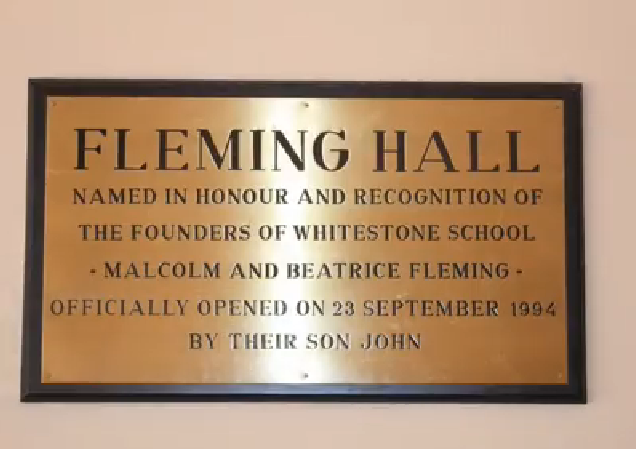 FLEMING HALL
NAMED IN HONOUR AND RECOGNITION OF
THE FOUNDERS OF WHITESTONE SCHOOL
- MALCOLM AND BEATRICE FLEMING -
OFFICIALLY OPENED ON 23 SEPTEMBER 1994
BY THEIR SON JOHN